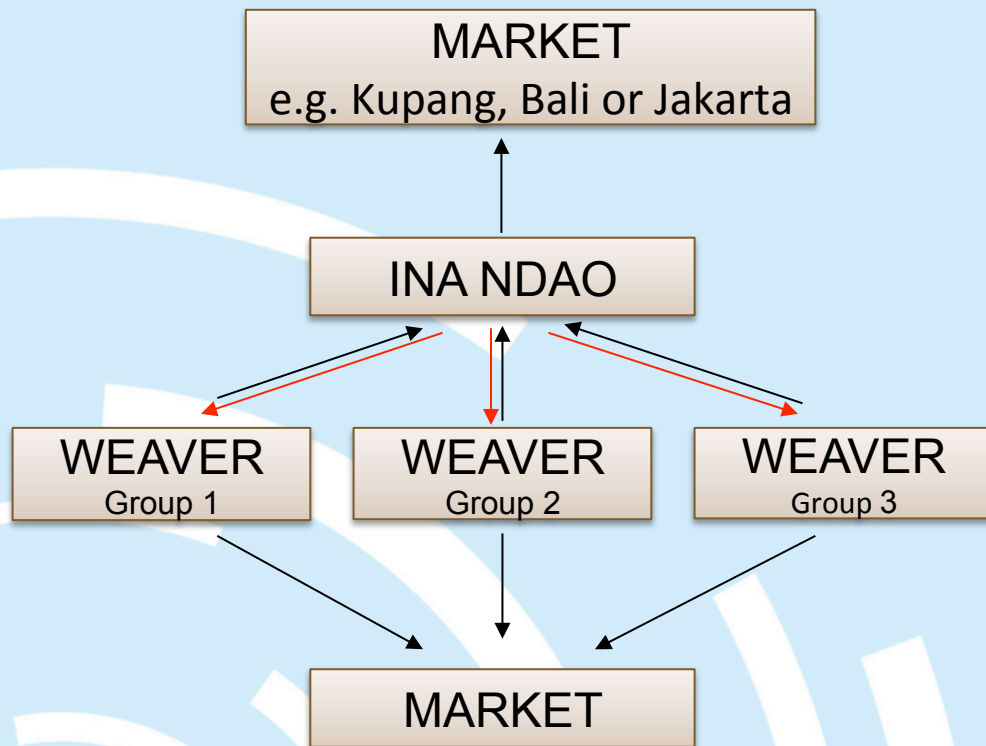 MARKET
e.g. Kupang, Bali or Jakarta
INA NDAO
WEAVER
Group 1
WEAVER
Group 2
WEAVER
Group 3
MARKET